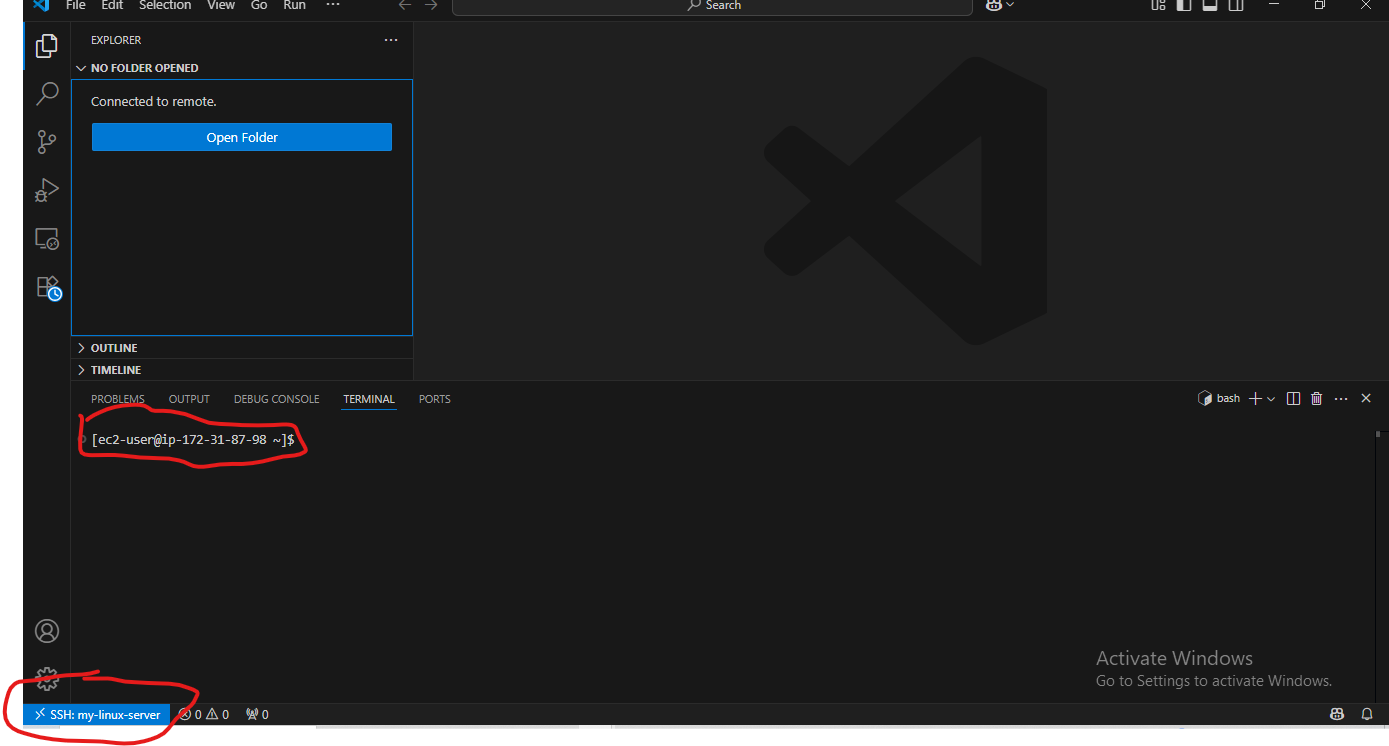 File Edit Selection View Go Run ···
Search
EXPLORER ···
NO FOLDER OPENED
Connected to remote.
Open Folder
OUTLINE
TIMELINE
PROBLEMS OUTPUT DEBUG CONSOLE TERMINAL PORTS
bash
[ec2-user@ip-172-31-87-98 ~]$
Activate Windows
Go to Settings to activate Windows.
SSH: my-linux-server 0 0 0